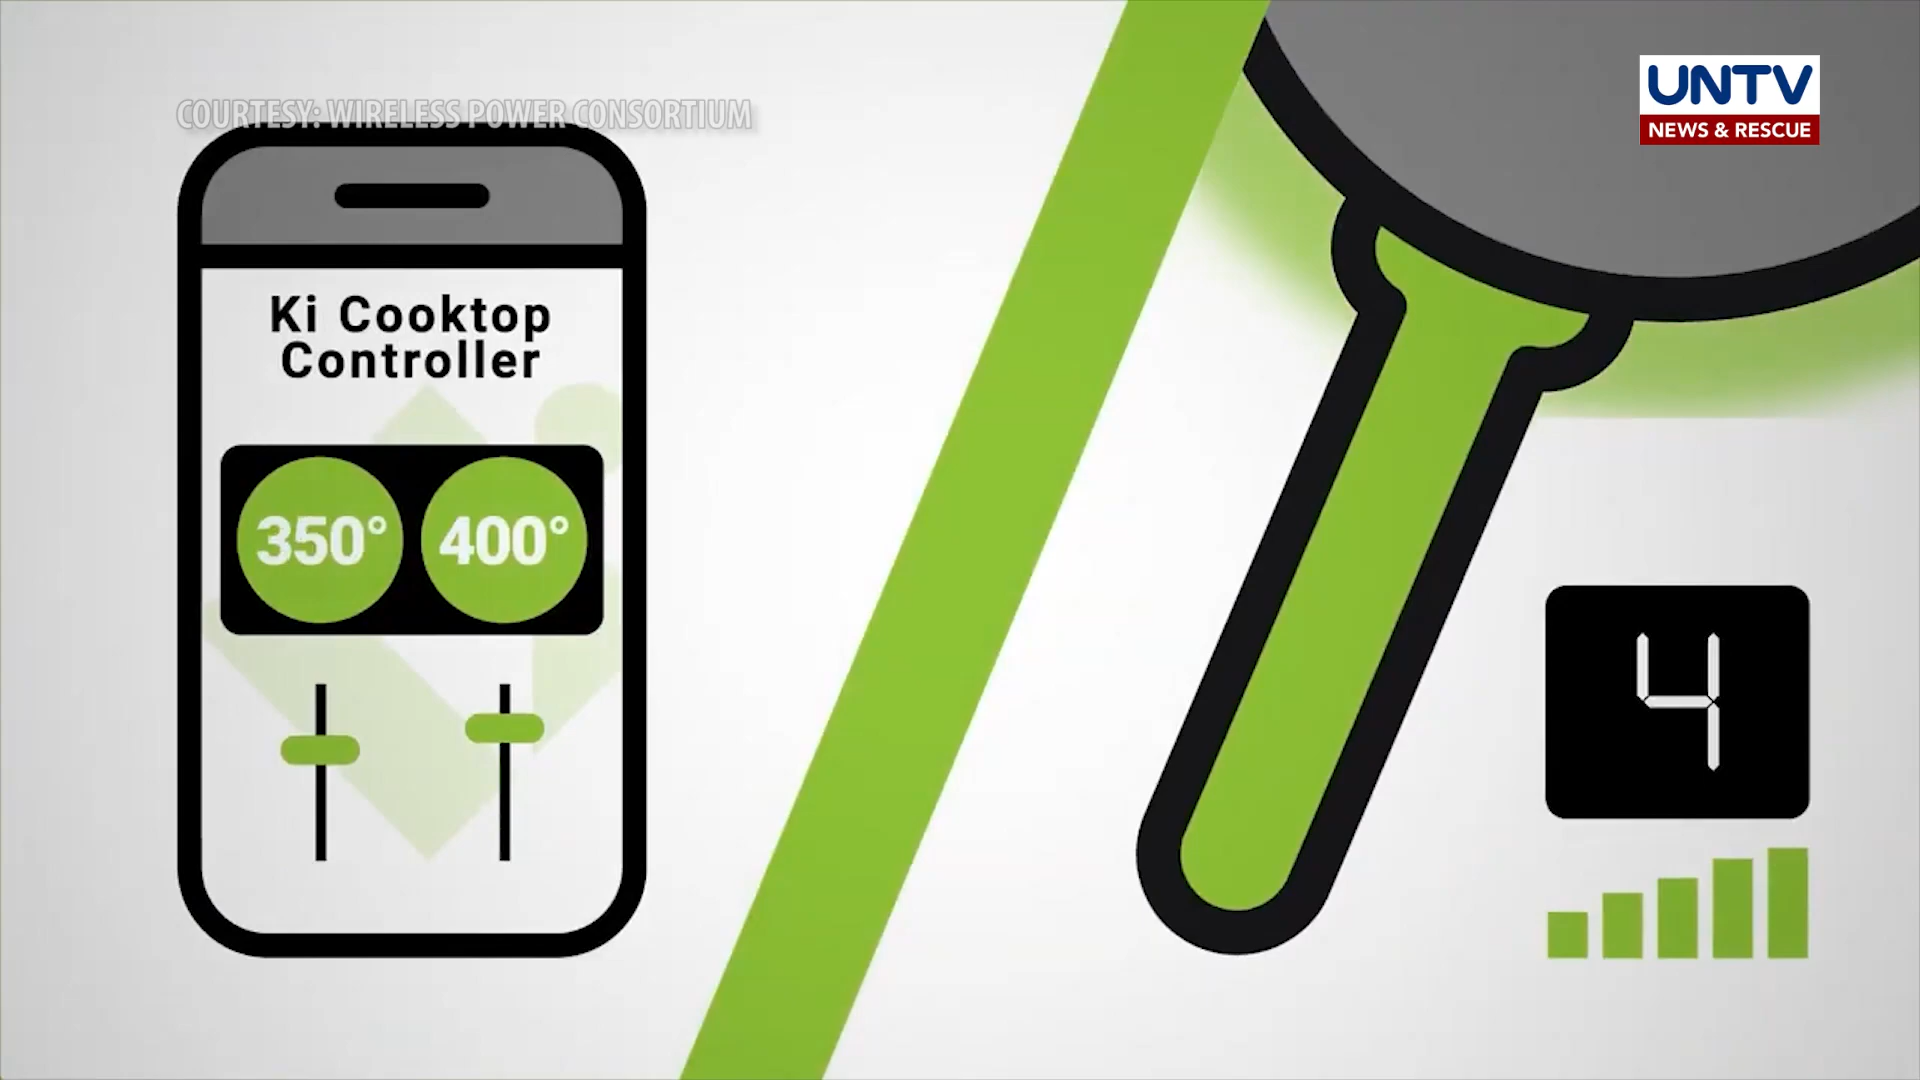 COURTESY: WIRELESS POWER CONSORTIUM
UNTV
NEWS & RESCUE
Ki Cooktop
Controller
350° 400°
4